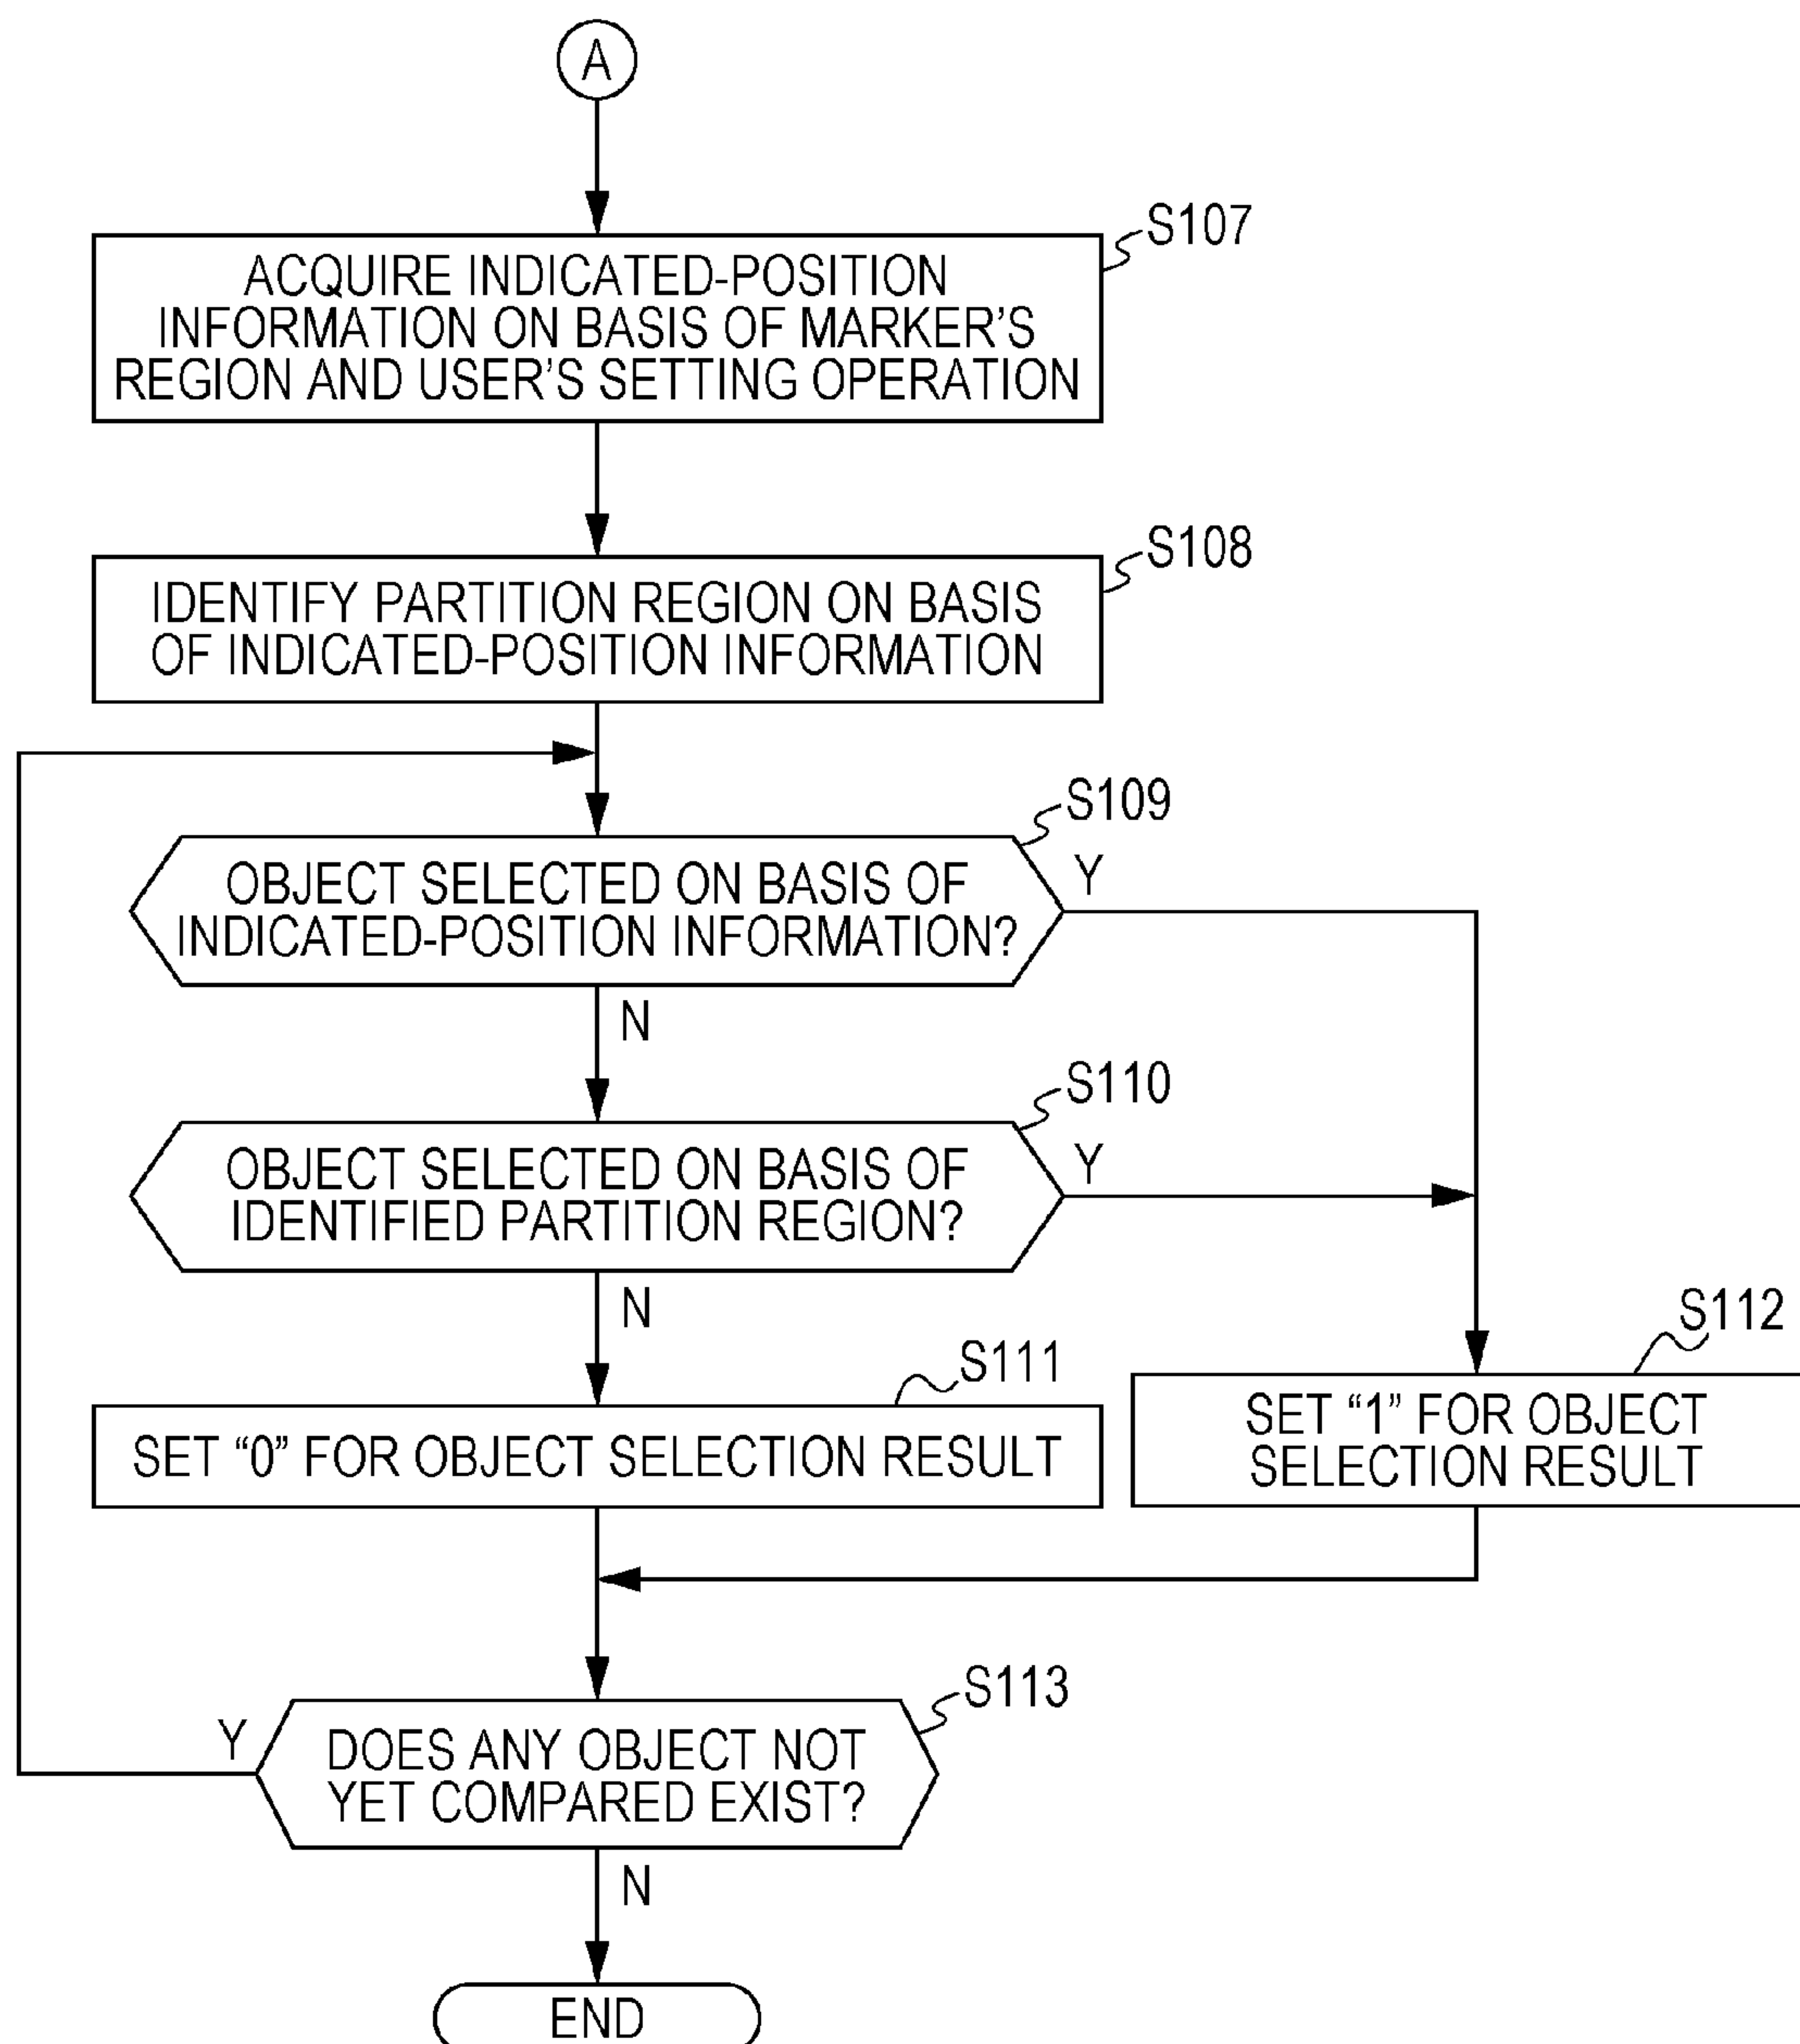 A
S107
ACQUIRE INDICATED-POSITION
INFORMATION ON BASIS OF MARKER’S
REGION AND USER’S SETTING OPERATION
S108
IDENTIFY PARTITION REGION ON BASIS
OF INDICATED-POSITION INFORMATION
S109
OBJECT SELECTED ON BASIS OF
INDICATED-POSITION INFORMATION?
Y
N
S110
OBJECT SELECTED ON BASIS OF
IDENTIFIED PARTITION REGION?
Y
N
S111
SET “0” FOR OBJECT SELECTION RESULT
S112
SET “1” FOR OBJECT
SELECTION RESULT
S113
DOES ANY OBJECT NOT
YET COMPARED EXIST?
Y
N
END